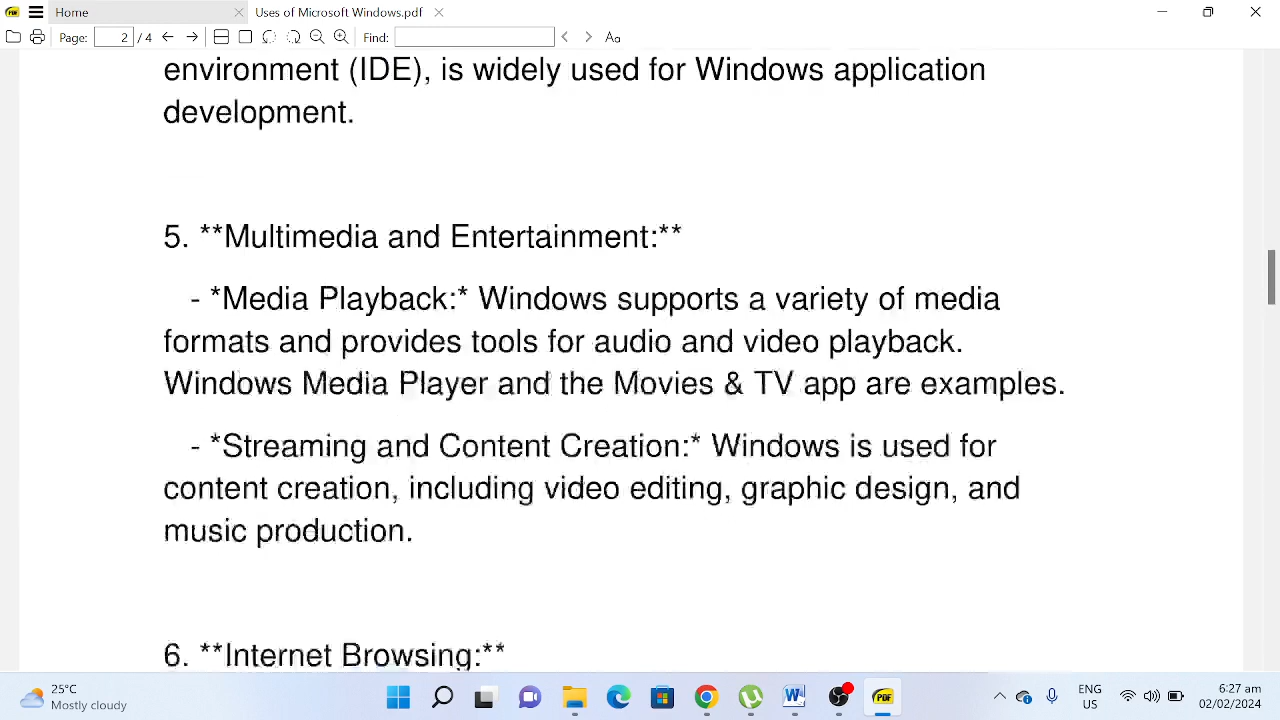 Home
Uses of Microsoft Windows.pdf
Page: 2 / 4
Find:
Aa
environment (IDE), is widely used for Windows application
development.
5. **Multimedia and Entertainment:**
- *Media Playback:* Windows supports a variety of media
formats and provides tools for audio and video playback.
Windows Media Player and the Movies & TV app are examples.
- *Streaming and Content Creation:* Windows is used for
content creation, including video editing, graphic design, and
music production.
6. **Internet Browsing:**
25°C
Mostly cloudy
PDF
ENG
US
6:27 am
02/02/2024